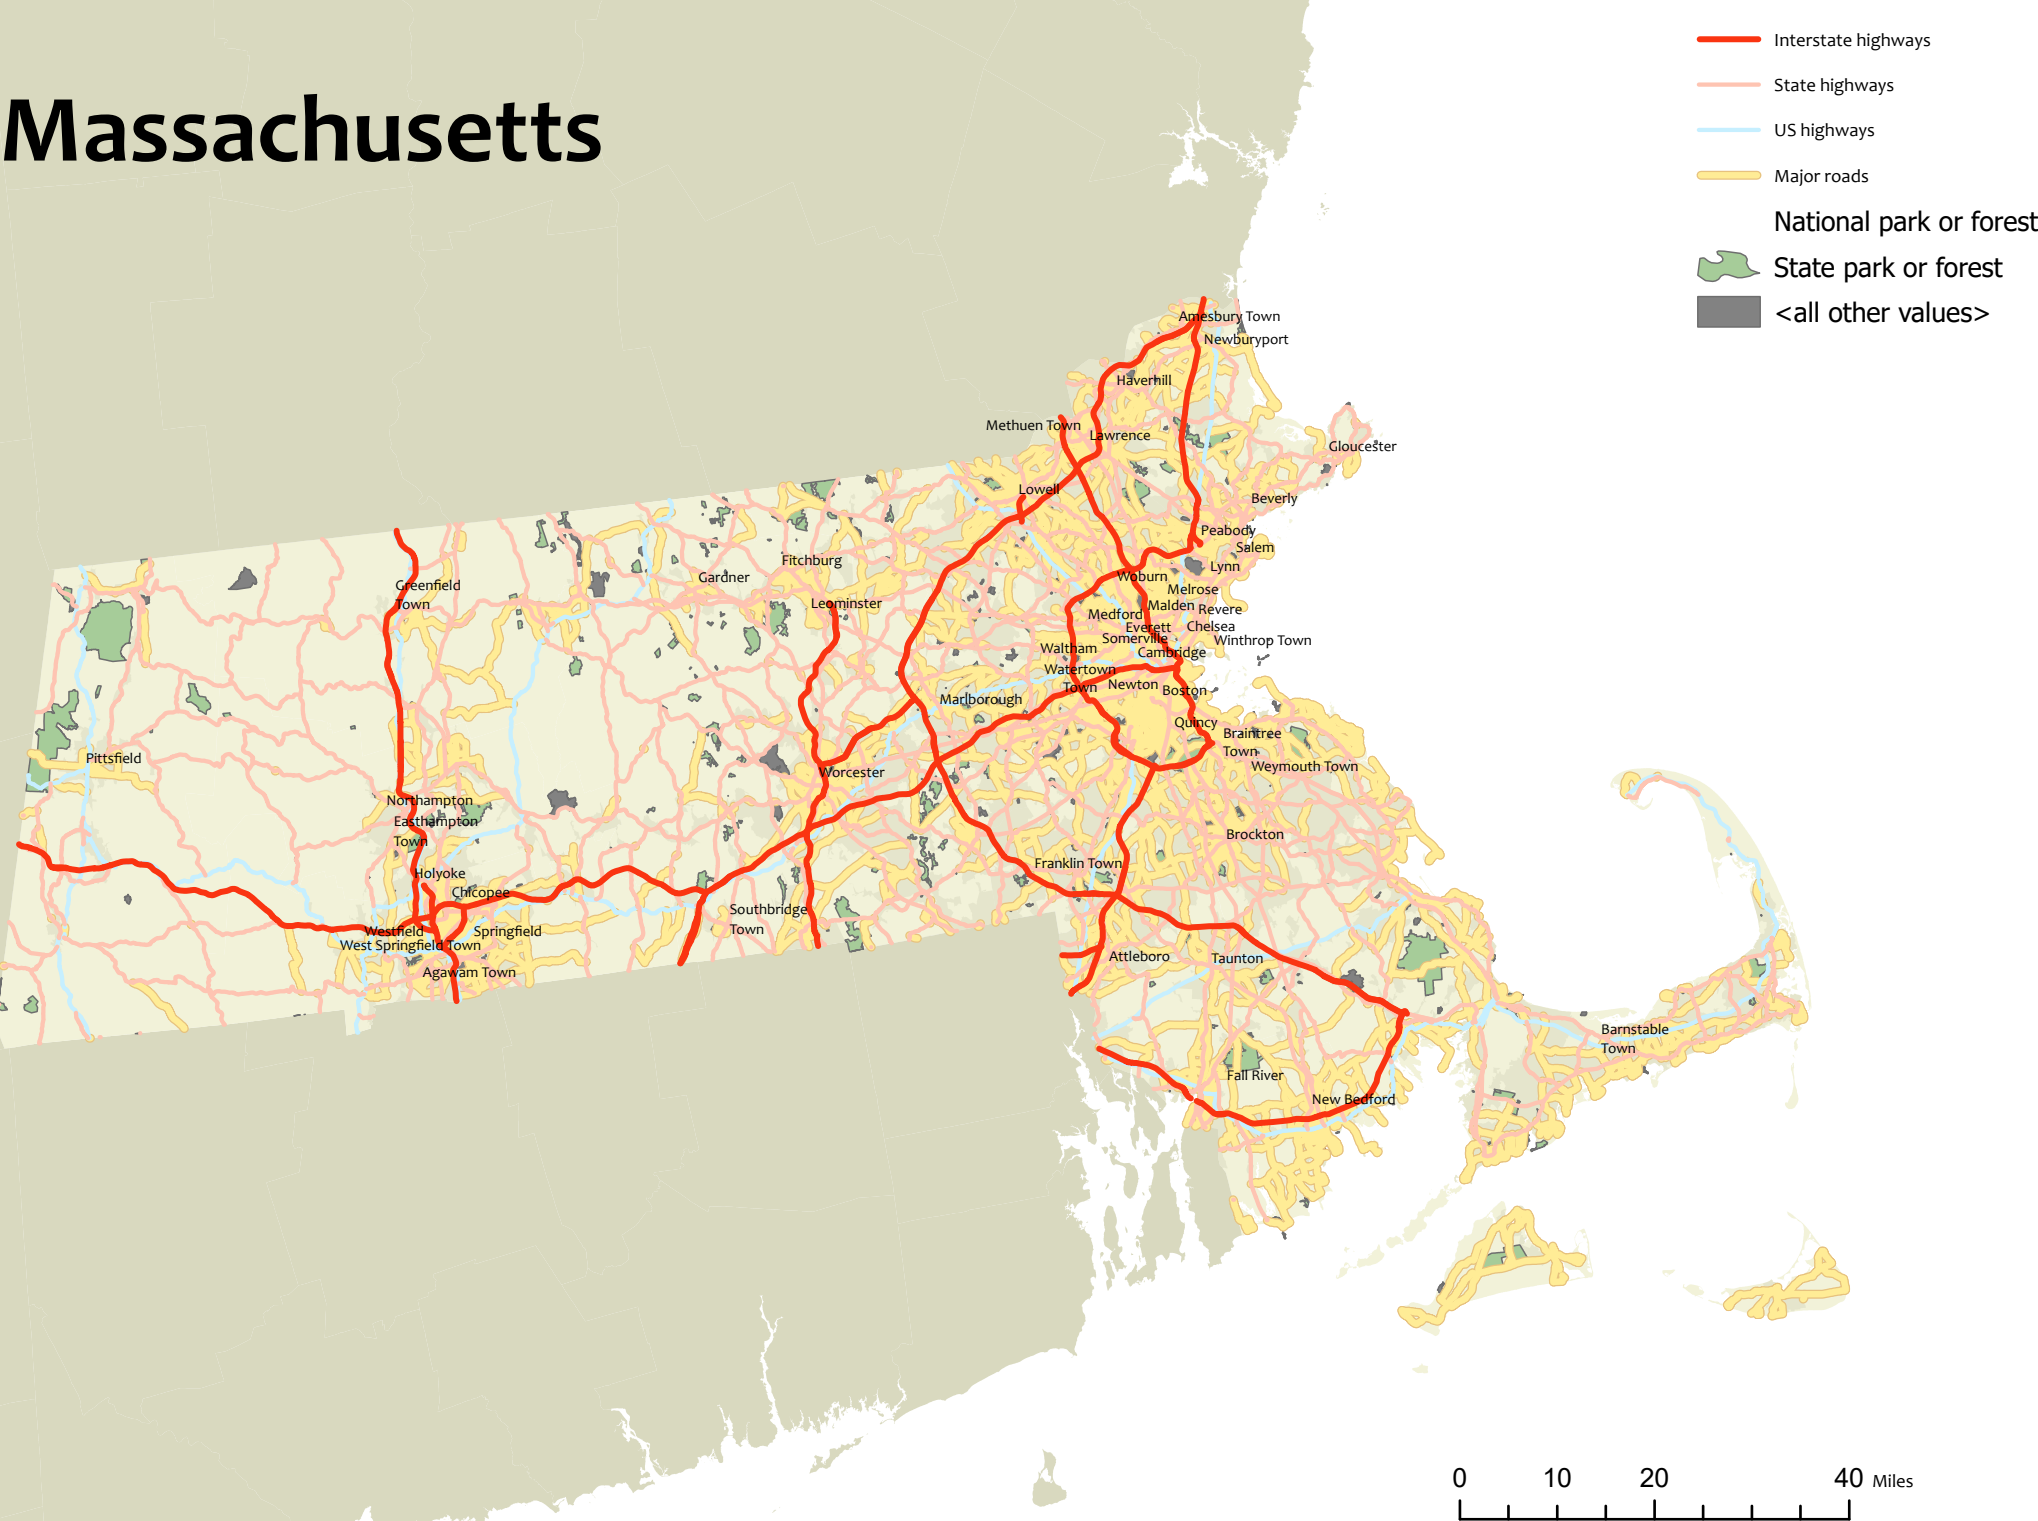 Massachusetts
Interstate highways
State highways
US highways
Major roads
National park or forest
State park or forest
<all other values>
Amesbury Town
Newburyport
Haverhill
Methuen Town
Lawrence
Gloucester
Lowell
Beverly
Peabody
Salem
Fitchburg
Lynn
Gardner
Woburn
Greenfield
Town
Melrose
Leominster
Malden
Revere
Medford
Everett
Chelsea
Somerville
Winthrop Town
Waltham
Cambridge
Watertown
Town
Newton
Boston
Marlborough
Quincy
Braintree
Town
Pittsfield
Weymouth Town
Worcester
Northampton
Easthampton
Town
Brockton
Franklin Town
Holyoke
Chicopee
Southbridge
Town
Westfield
Springfield
West Springfield Town
Attleboro
Taunton
Agawam Town
Barnstable
Town
Fall River
New Bedford
0 10 20 40 Miles